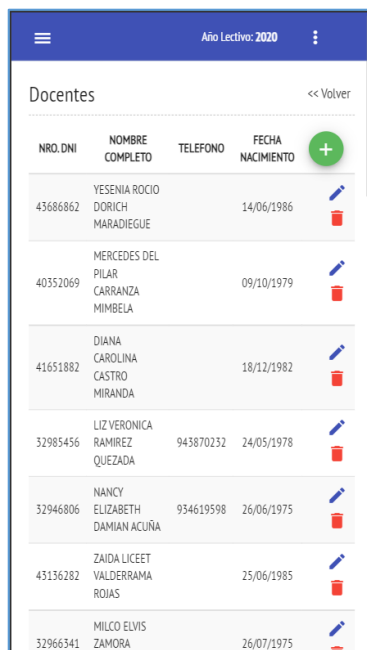 Año Lectivo: 2020
Docentes
<< Volver
NRO. DNI NOMBRE COMPLETO TELEFONO FECHA NACIMIENTO
43686862 YESENIA ROCIO DORICH MARADIEGUE 14/06/1986
40352069 MERCEDES DEL PILAR CARRANZA MIMBELA 09/10/1979
41651882 DIANA CAROLINA CASTRO MIRANDA 18/12/1982
32985456 LIZ VERONICA RAMIREZ QUEZADA 943870232 24/05/1978
32946806 NANCY ELIZABETH DAMIAN ACUÑA 934619598 26/06/1975
43136282 ZAIDA LICEET VALDERRAMA ROJAS 25/06/1985
32966341 MILCO ELVIS ZAMORA 26/07/1975